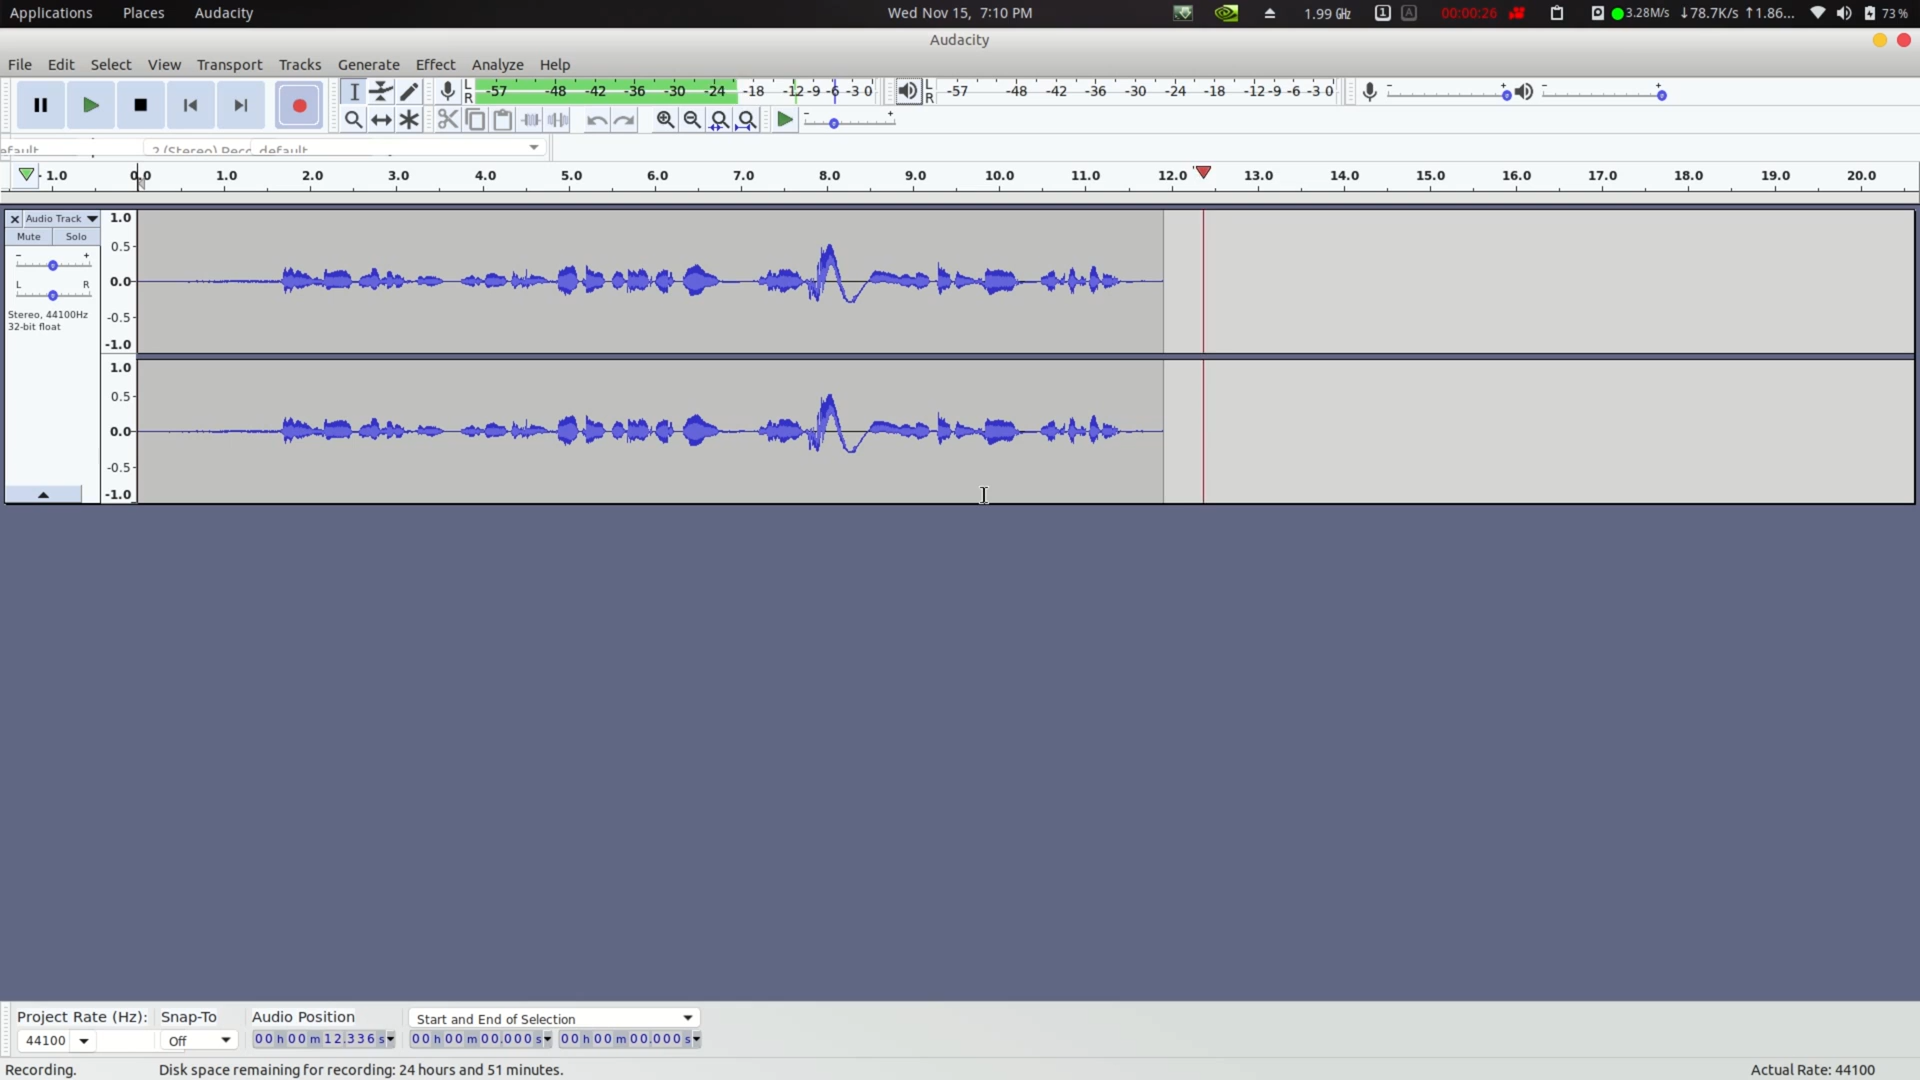 Applications Places Audacity Wed Nov 15, 7:10 PM 1.99 GHz 1 A 00:00:26 3.28M/s ↓78.7K/s ↑1.86... 73 %
Audacity
File Edit Select View Transport Tracks Generate Effect Analyze Help
L R -57 -48 -42 -36 -30 -24 -18 -12 -9 -6 -3 0 L R -57 -48 -42 -36 -30 -24 -18 -12 -9 -6 -3 0 - + - +
- +
2 (Stereo) default
- 1.0 0.0 1.0 2.0 3.0 4.0 5.0 6.0 7.0 8.0 9.0 10.0 11.0 12.0 13.0 14.0 15.0 16.0 17.0 18.0 19.0 20.0
Audio Track 1.0
Mute Solo
0.5
- +
0.0
L R
Stereo, 44100Hz
-0.5
32-bit float
-1.0
1.0
0.5
0.0
-0.5
-1.0
Project Rate (Hz): Snap-To Audio Position Start and End of Selection
44100 Off 00 h 00 m 12.336 s 00 h 00 m 00.000 s 00 h 00 m 00.000 s
Recording. Disk space remaining for recording: 24 hours and 51 minutes. Actual Rate: 44100